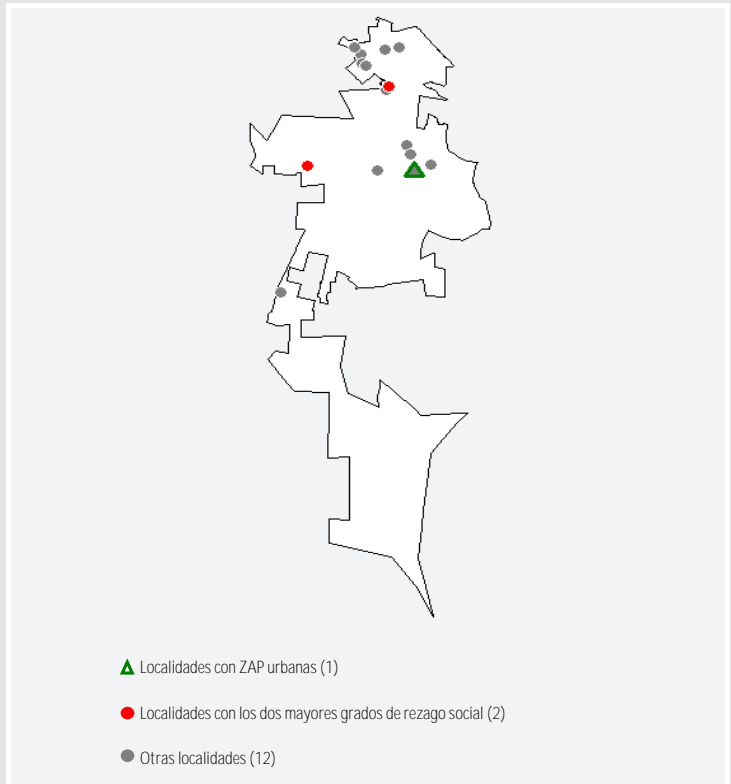 Localidades con ZAP urbanas (1)
Localidades con los dos mayores grados de rezago social (2)
Otras localidades (12)